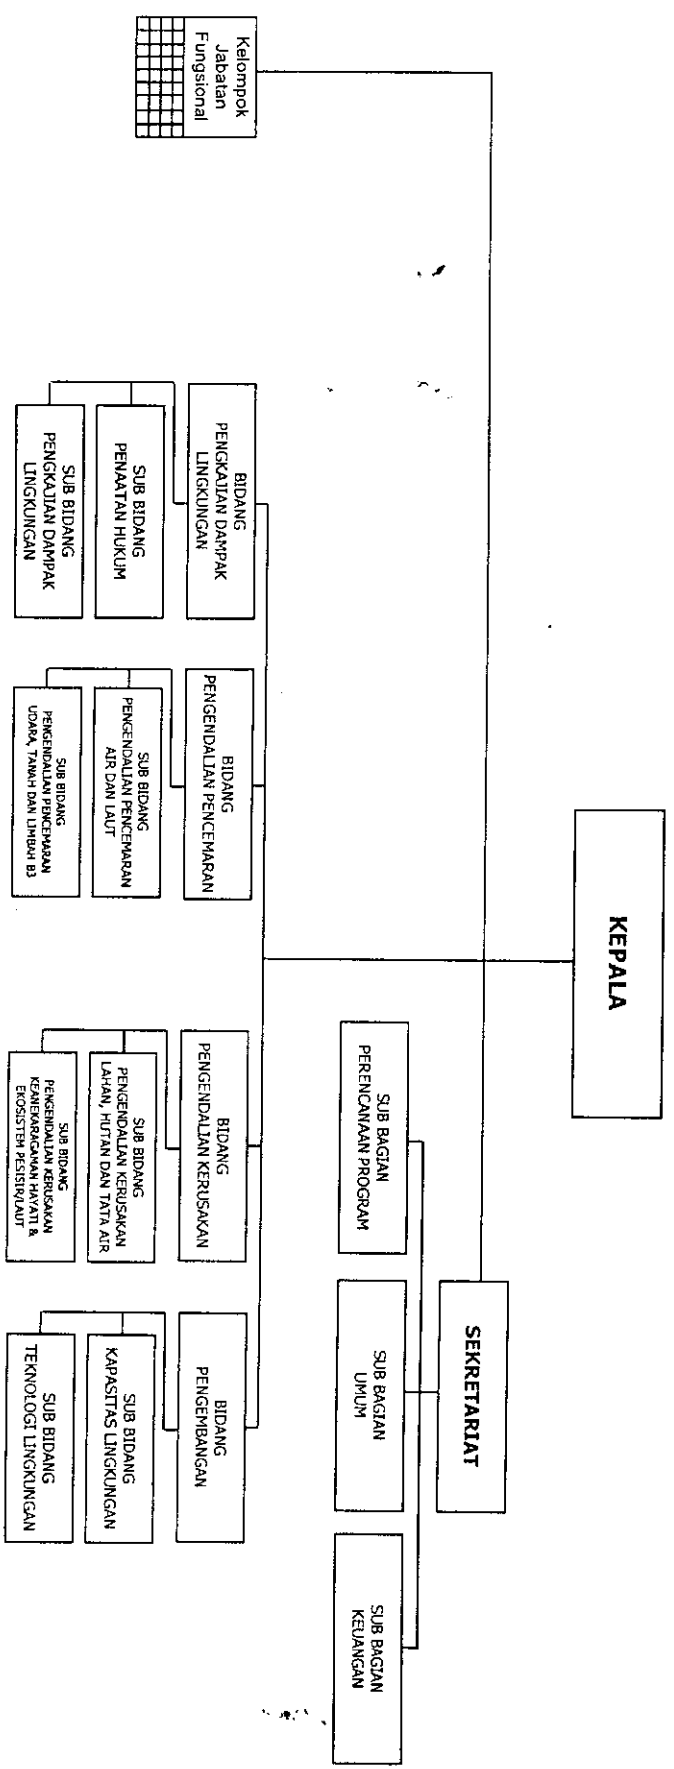 KEPALA
SEKRETARIAT
SUB BAGIAN
PERENCANAAN PROGRAM
SUB BAGIAN
UMUM
SUB BAGIAN
KEUANGAN
Kelompok
Jabatan
Fungsional
BIDANG
PENGKAJIAN DAMPAK
LINGKUNGAN
SUB BIDANG
PENAATAN HUKUM
SUB BIDANG
PENGKAJIAN DAMPAK
LINGKUNGAN
BIDANG
PENGENDALIAN PENCEMARAN
SUB BIDANG
PENGENDALIAN PENCEMARAN
AIR DAN LAUT
SUB BIDANG
PENGENDALIAN PENCEMARAN
UDARA, TANAH DAN LIMBAH B3
BIDANG
PENGENDALIAN KERUSAKAN
SUB BIDANG
PENGENDALIAN KERUSAKAN
LAHAN, HUTAN DAN TATA AIR
SUB BIDANG
PENGENDALIAN KERUSAKAN
KEANEKARAGAMAN HAYATI &
EKOSISTEM PESISIR/LAUT
BIDANG
PENGEMBANGAN
SUB BIDANG
KAPASITAS LINGKUNGAN
SUB BIDANG
TEKNOLOGI LINGKUNGAN